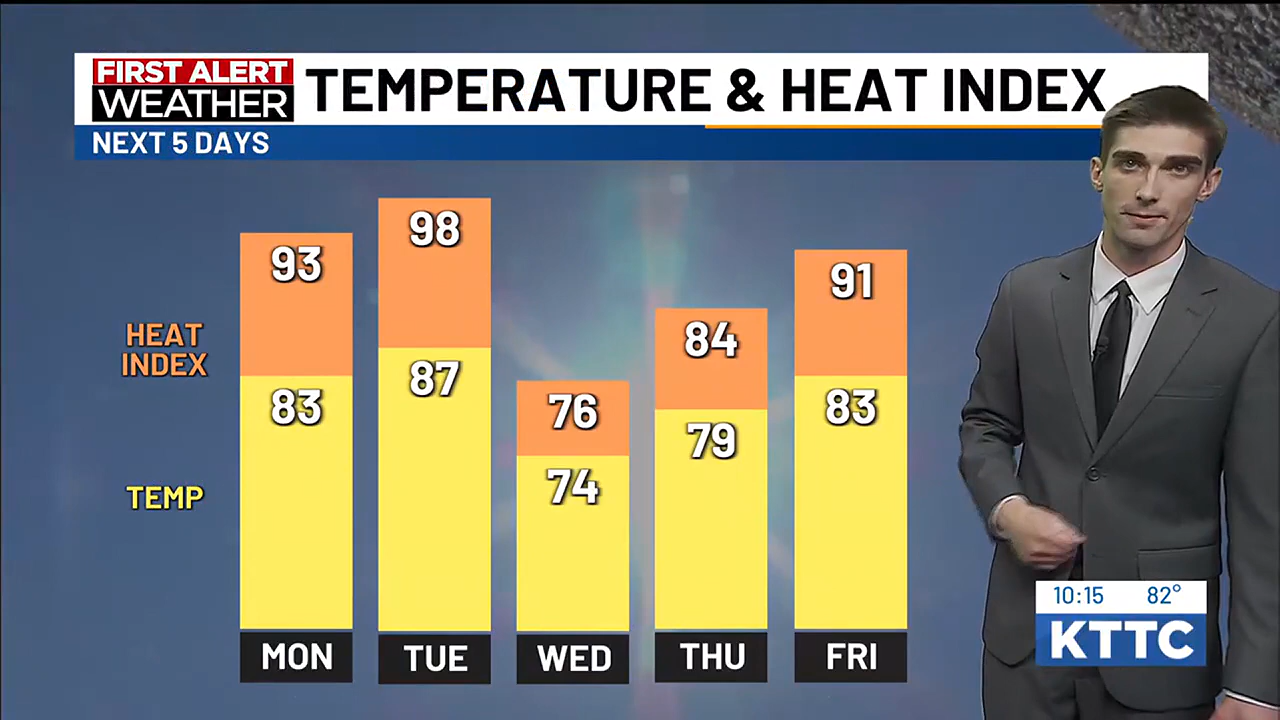 FIRST ALERT
WEATHER
TEMPERATURE & HEAT INDEX
NEXT 5 DAYS
93 98 76 84 91
HEAT
INDEX
83 87 74 79 83
TEMP
MON TUE WED THU FRI
10:15 82°
KTTC